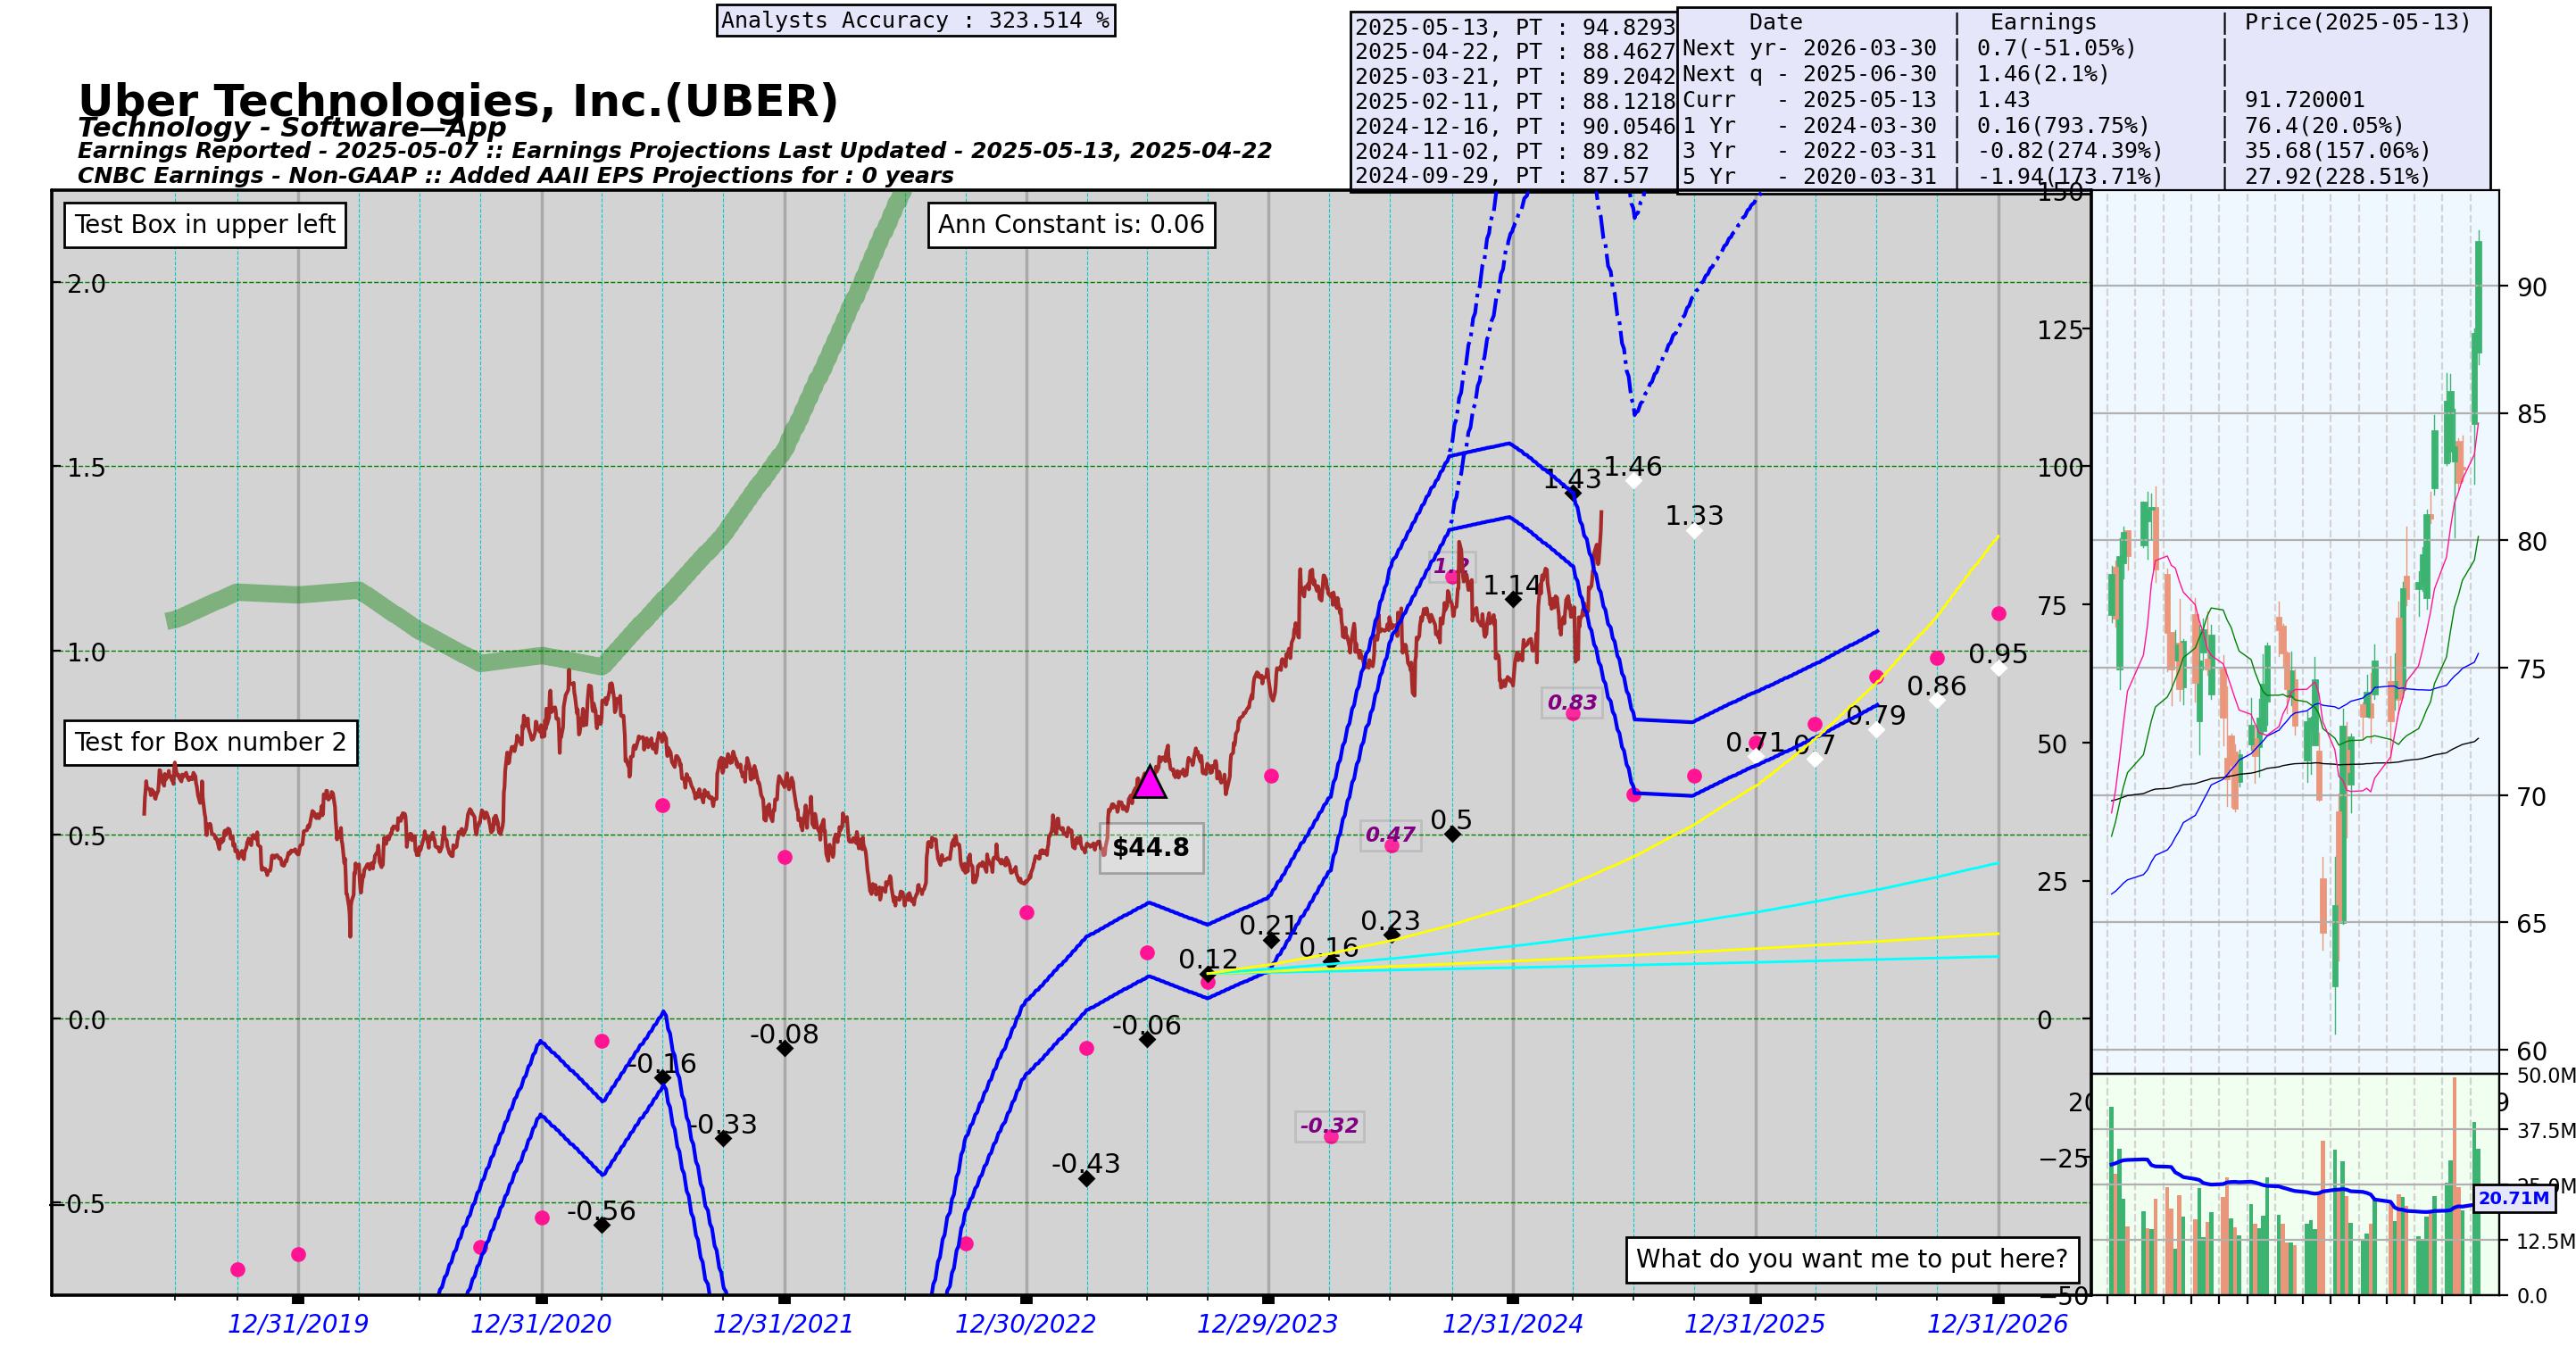 Analysts Accuracy : 323.514 %
2025-05-13, PT : 94.8293
2025-04-22, PT : 88.4627
2025-03-21, PT : 89.2042
2025-02-11, PT : 88.1218
2024-12-16, PT : 90.0546
2024-11-02, PT : 89.82
2024-09-29, PT : 87.57
Date | Earnings | Price(2025-05-13)
Next yr- 2026-03-30 | 0.7(-51.05%) |
Next q - 2025-06-30 | 1.46(2.1%) |
Curr - 2025-05-13 | 1.43 | 91.720001
1 Yr - 2024-03-30 | 0.16(793.75%) | 76.4(20.05%)
3 Yr - 2022-03-31 | -0.82(274.39%) | 35.68(157.06%)
5 Yr - 2020-03-31 | -1.94(173.71%) | 27.92(228.51%)
Uber Technologies, Inc.(UBER)
Technology - Software—App
Earnings Reported - 2025-05-07 :: Earnings Projections Last Updated - 2025-05-13, 2025-04-22
CNBC Earnings - Non-GAAP :: Added AAII EPS Projections for : 0 years
Test Box in upper left
Ann Constant is: 0.06
Test for Box number 2
What do you want me to put here?
$44.8
2.0
1.5
1.0
0.5
0.0
−0.5
-0.56
-0.16
-0.33
-0.08
-0.43
-0.06
0.12
0.21
0.16
0.23
0.5
1.14
1.43
1.46
1.33
0.71
0.7
0.79
0.86
0.95
-0.32
0.47
1.2
0.83
150
125
100
75
50
25
0
−25
−50
90
85
80
75
70
65
60
50.0M
37.5M
25.0M
20.71M
12.5M
0.0
12/31/2019
12/31/2020
12/31/2021
12/30/2022
12/29/2023
12/31/2024
12/31/2025
12/31/2026